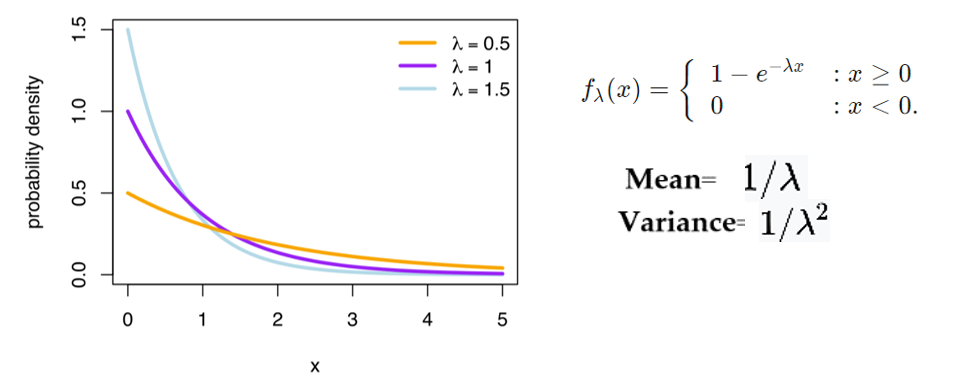 probability density
1.5
1.0
0.5
0.0
λ = 0.5
λ = 1
λ = 1.5
0 1 2 3 4 5
x
fλ(x) = { 1 − e^−λx : x ≥ 0
0 : x < 0.
Mean= 1/λ
Variance= 1/λ²